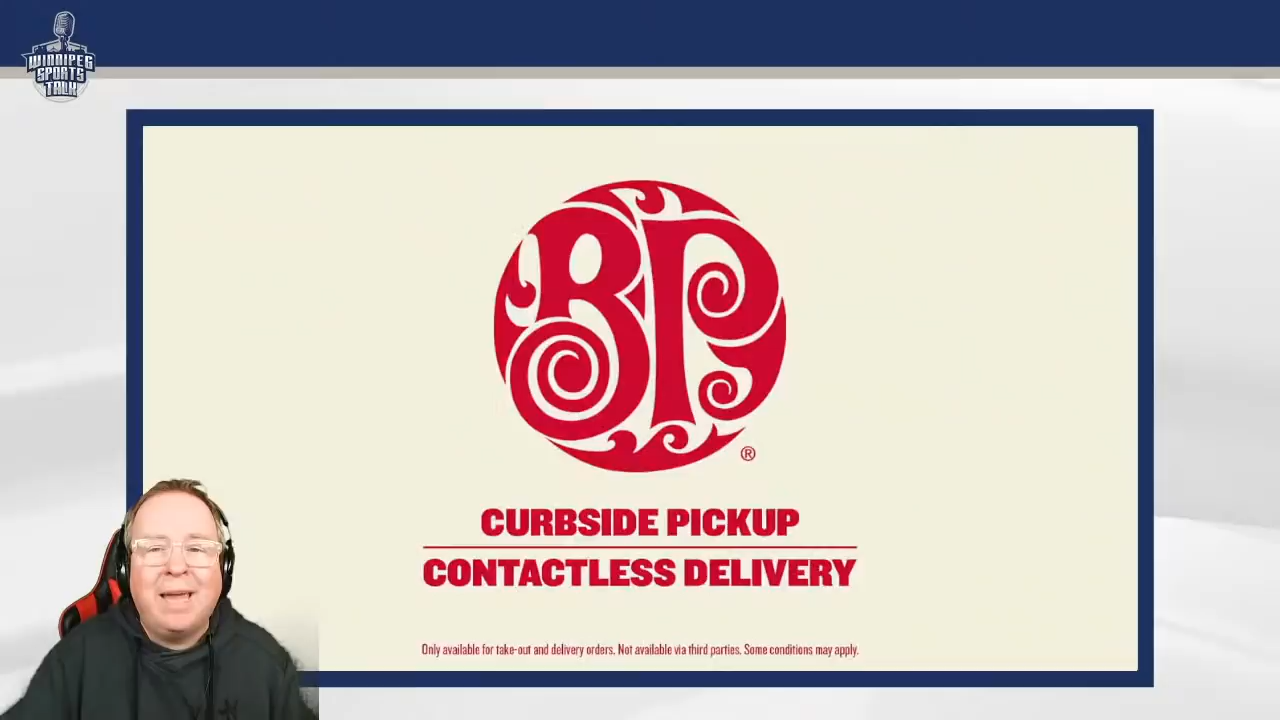 WINNIPEG
SPORTS
TALK
BP
®
CURBSIDE PICKUP
CONTACTLESS DELIVERY
Only available for take-out and delivery orders. Not available via third parties. Some conditions may apply.